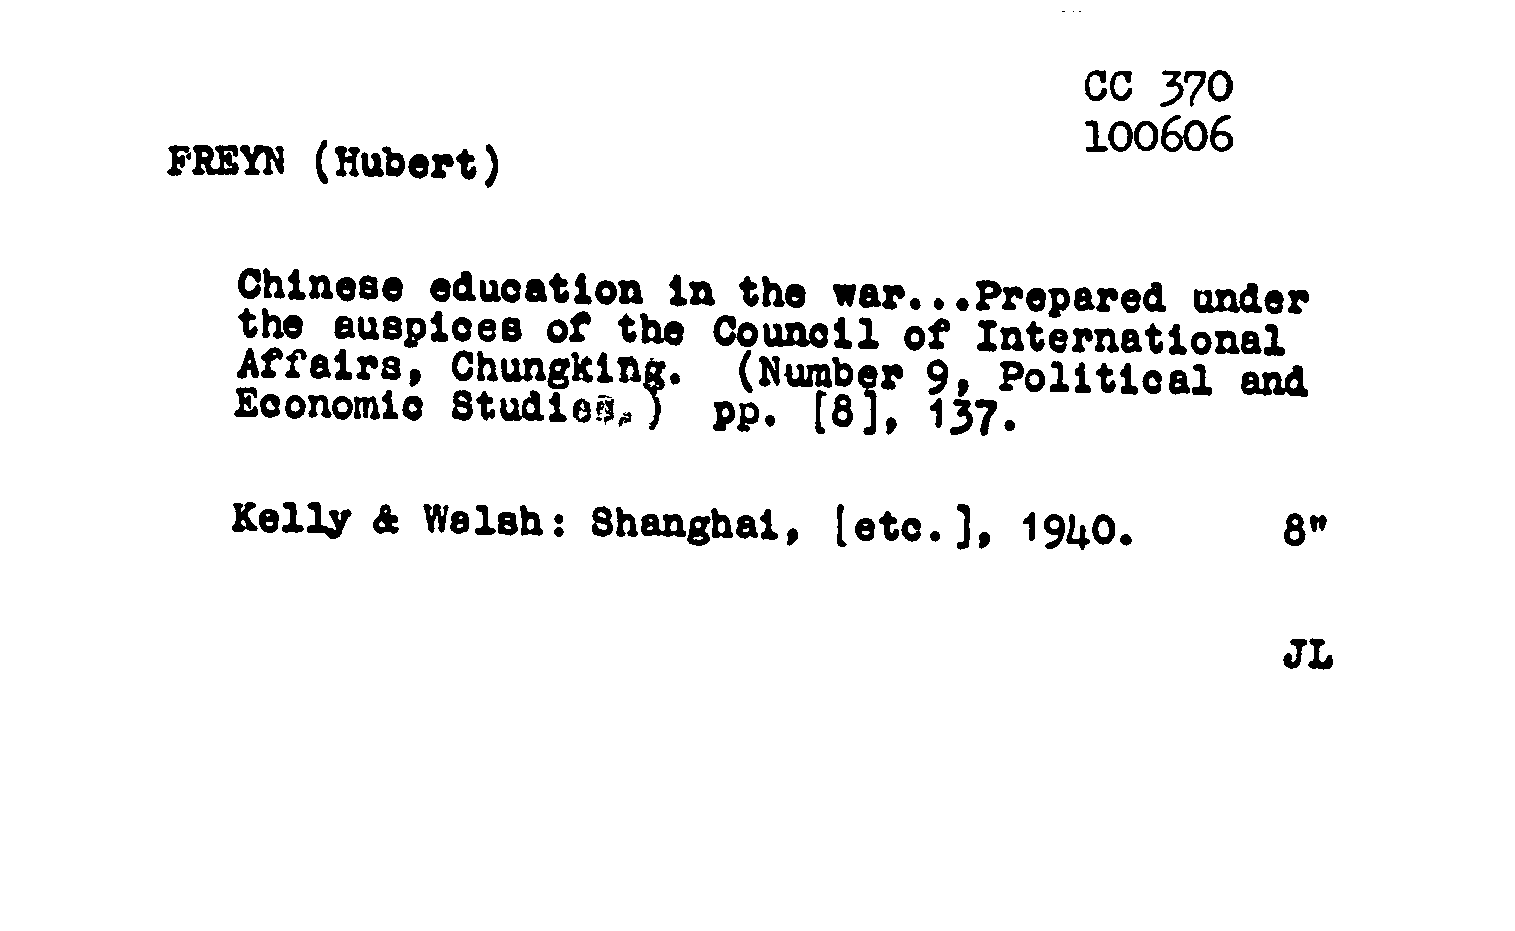 CC 370
100606
FREYN (Hubert)
Chinese education in the war...Prepared under
the auspices of the Council of International
Affairs, Chungking. (Number 9, Political and
Economic Studies.) pp. [8], 137.
Kelly & Walsh: Shanghai, [etc.], 1940. 8"
JL